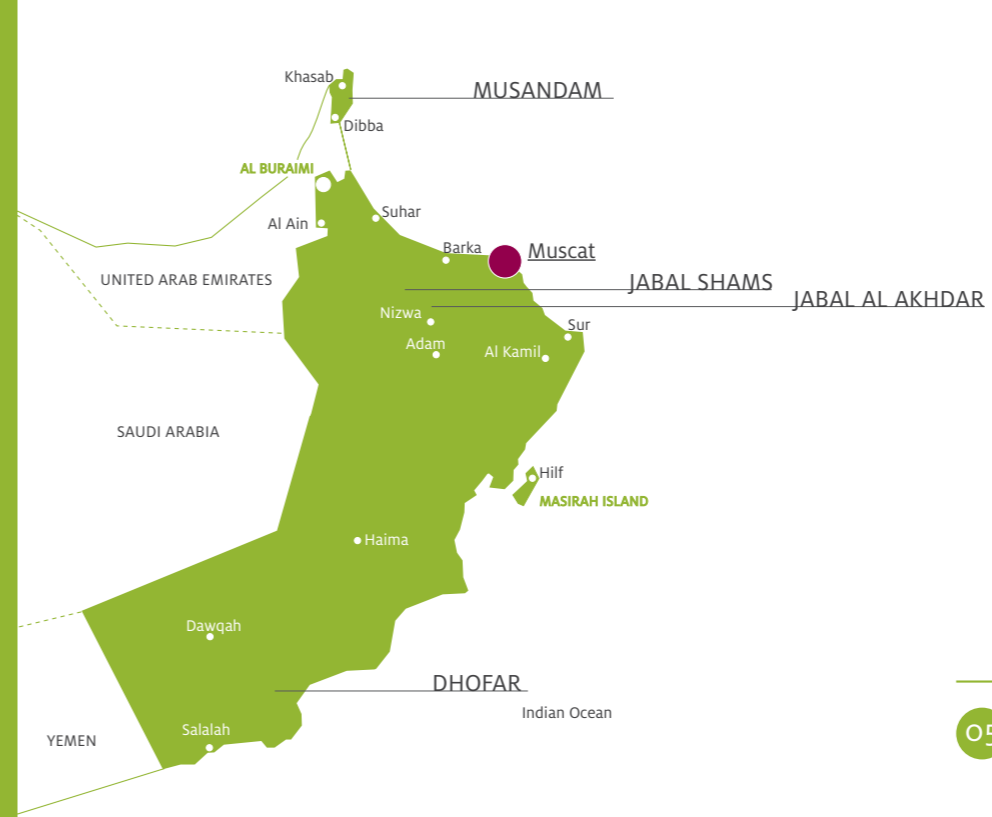 Khasab
MUSANDAM
Dibba
AL BURAIMI
Suhar
Al Ain
Barka
Muscat
UNITED ARAB EMIRATES
JABAL SHAMS
JABAL AL AKHDAR
Nizwa
Sur
Adam
Al Kamil
SAUDI ARABIA
Hilf
MASIRAH ISLAND
Haima
Dawqah
DHOFAR
Indian Ocean
Salalah
YEMEN
05